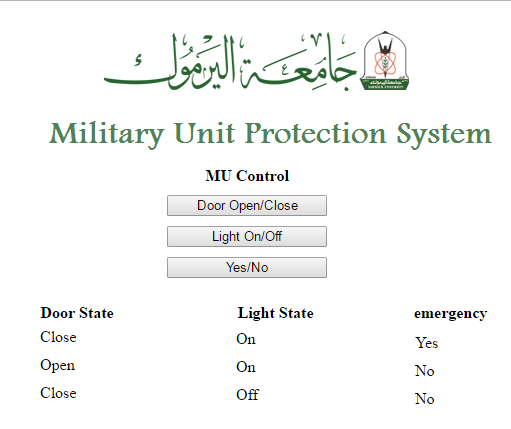 جامعة اليرموك
Military Unit Protection System
MU Control
Door Open/Close
Light On/Off
Yes/No
Door State Light State emergency
Close On Yes
Open On No
Close Off No